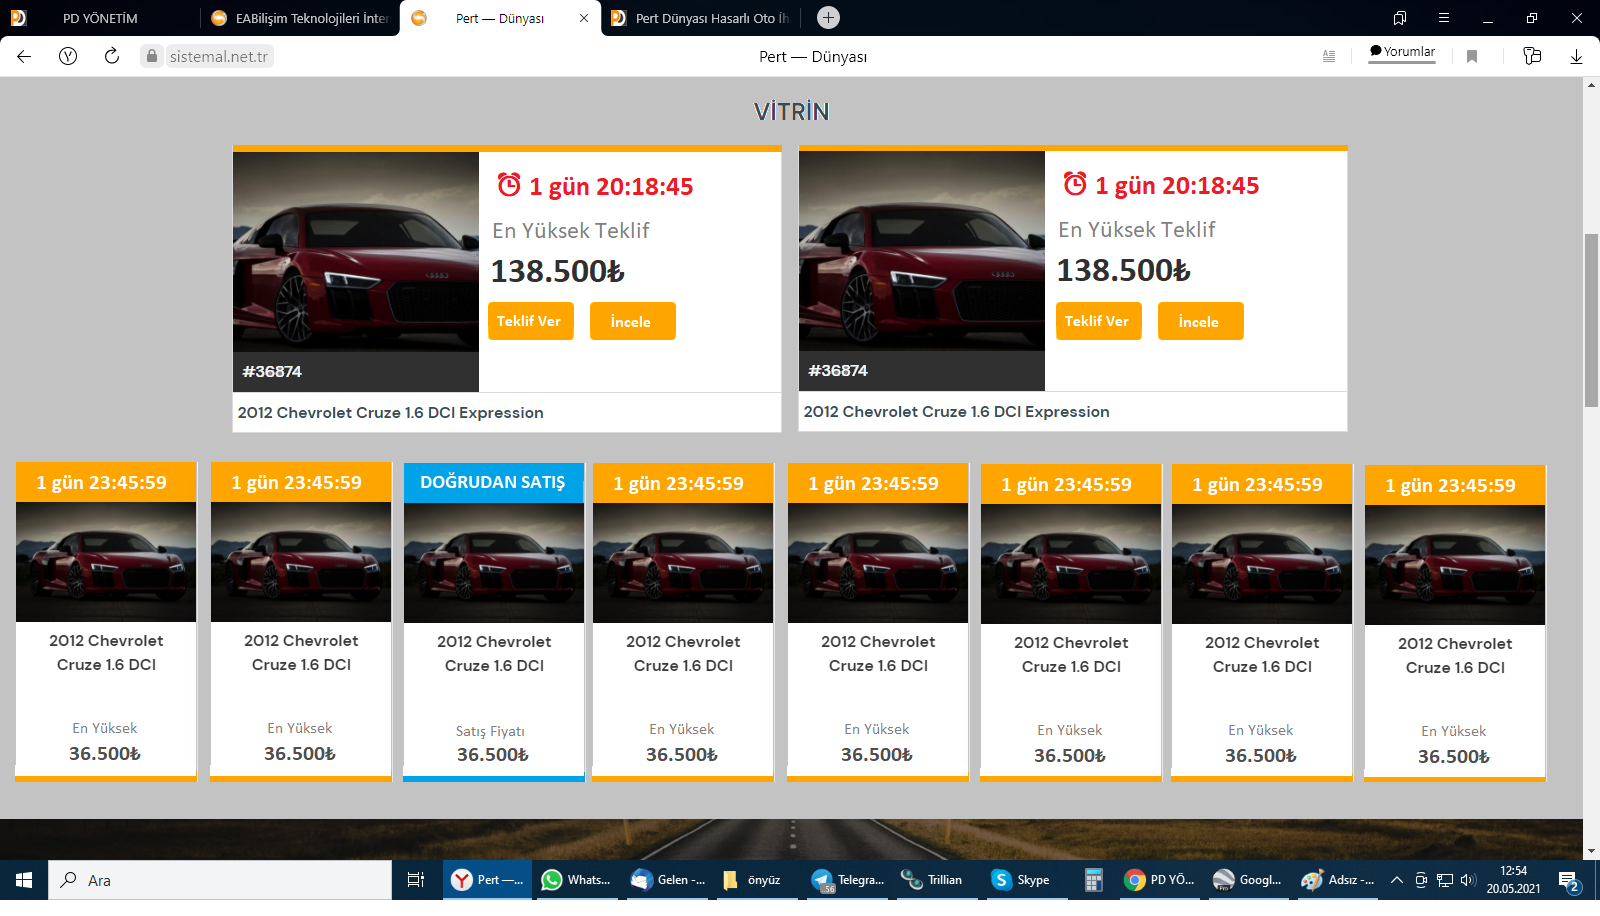 PD YÖNETİM
EABilişim Teknolojileri İnter
Pert — Dünyası
Pert Dünyası Hasarlı Oto İh
sistemal.net.tr
Pert — Dünyası
Yorumlar
VİTRİN
1 gün 20:18:45
En Yüksek Teklif
138.500₺
Teklif Ver
İncele
#36874
2012 Chevrolet Cruze 1.6 DCI Expression
1 gün 20:18:45
En Yüksek Teklif
138.500₺
Teklif Ver
İncele
#36874
2012 Chevrolet Cruze 1.6 DCI Expression
1 gün 23:45:59
2012 Chevrolet
Cruze 1.6 DCI
En Yüksek
36.500₺
1 gün 23:45:59
2012 Chevrolet
Cruze 1.6 DCI
En Yüksek
36.500₺
DOĞRUDAN SATIŞ
2012 Chevrolet
Cruze 1.6 DCI
Satış Fiyatı
36.500₺
1 gün 23:45:59
2012 Chevrolet
Cruze 1.6 DCI
En Yüksek
36.500₺
1 gün 23:45:59
2012 Chevrolet
Cruze 1.6 DCI
En Yüksek
36.500₺
1 gün 23:45:59
2012 Chevrolet
Cruze 1.6 DCI
En Yüksek
36.500₺
1 gün 23:45:59
2012 Chevrolet
Cruze 1.6 DCI
En Yüksek
36.500₺
1 gün 23:45:59
2012 Chevrolet
Cruze 1.6 DCI
En Yüksek
36.500₺
Ara
Pert —...
Whats...
Gelen -...
önyüz
56
Telegra...
Trillian
Skype
PD YÖ...
Googl...
Adsız -...
12:54
20.05.2021
2